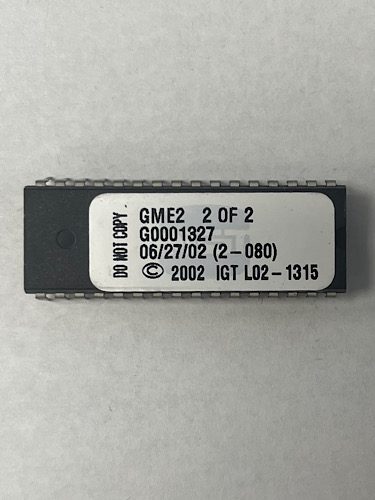 DO NOT COPY
GME2 2 OF 2
G0001327
06/27/02 (2-080)
© 2002 IGT L02-1315